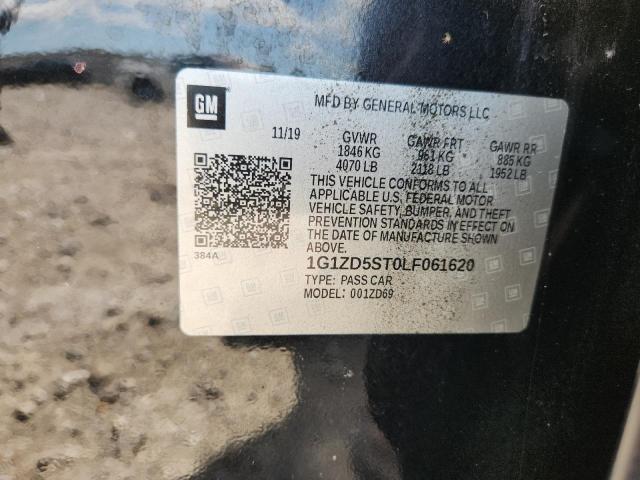 GM
MFD BY GENERAL MOTORS LLC
11/19 GVWR GAWR FRT GAWR RR
1846 KG 961 KG 885 KG
4070 LB 2118 LB 1952 LB
THIS VEHICLE CONFORMS TO ALL
APPLICABLE U.S. FEDERAL MOTOR
VEHICLE SAFETY, BUMPER, AND THEFT
PREVENTION STANDARDS IN EFFECT ON
THE DATE OF MANUFACTURE SHOWN
ABOVE.
384A
1G1ZD5ST0LF061620
TYPE: PASS CAR
MODEL: 001ZD69